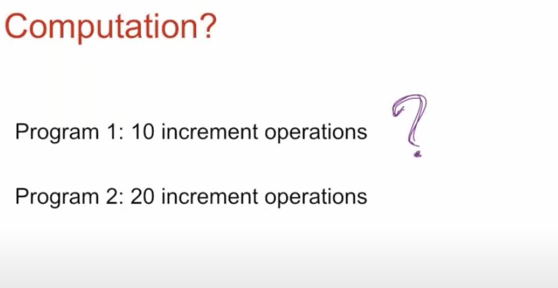 Computation?
Program 1: 10 increment operations ?
Program 2: 20 increment operations